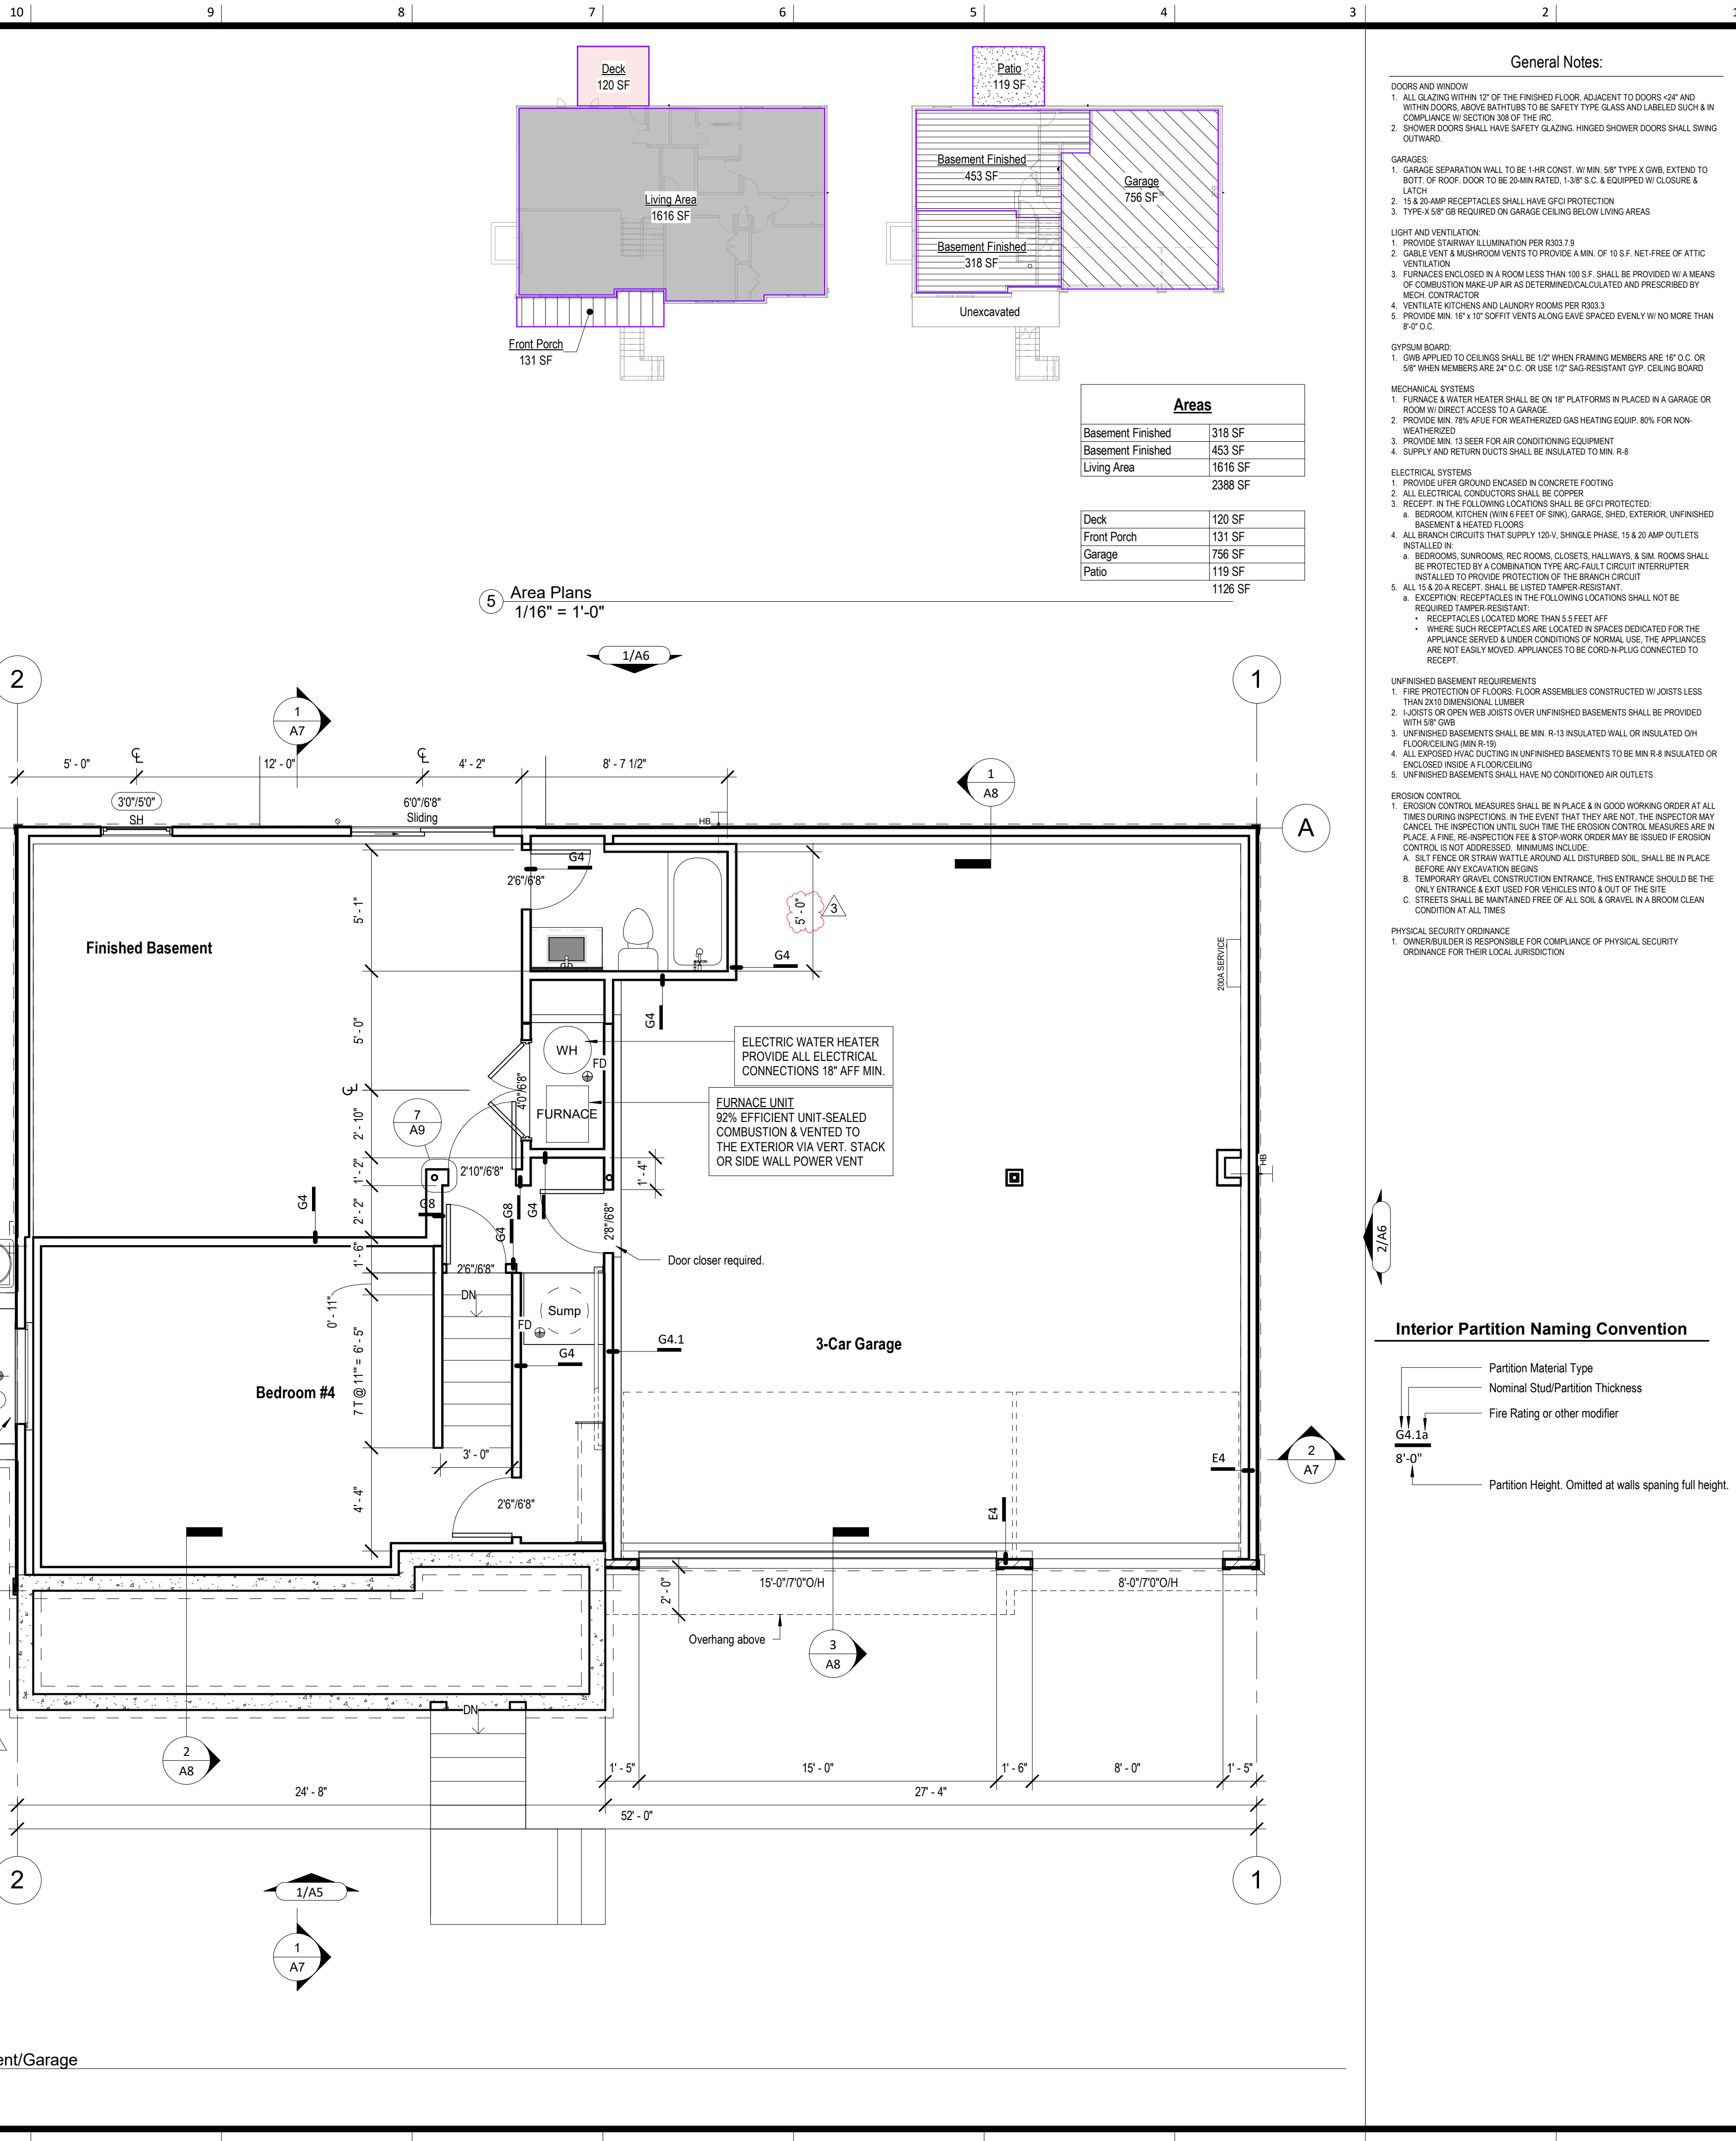 10 9 8 7 6 5 4 3 2
Deck
120 SF
Living Area
1616 SF
Front Porch
131 SF
Patio
119 SF
Basement Finished
453 SF
Garage
756 SF
Basement Finished
318 SF
Unexcavated
Areas
Basement Finished 318 SF
Basement Finished 453 SF
Living Area 1616 SF
2388 SF
Deck 120 SF
Front Porch 131 SF
Garage 756 SF
Patio 119 SF
1126 SF
5 Area Plans
1/16" = 1'-0"
1/A6
2
1
1
A7
5' - 0"
12' - 0"
4' - 2"
8' - 7 1/2"
1
A8
3'0"/5'0"
SH
6'0"/6'8"
Sliding
HB
A
G4
2'6"/6'8"
5' - 1"
5' - 0"
3
Finished Basement
G4
200A SERVICE
G4
5' - 0"
WH
FD
ELECTRIC WATER HEATER
PROVIDE ALL ELECTRICAL
CONNECTIONS 18" AFF MIN.
4'0"/6'8"
FURNACE
FURNACE UNIT
92% EFFICIENT UNIT-SEALED
COMBUSTION & VENTED TO
THE EXTERIOR VIA VERT. STACK
OR SIDE WALL POWER VENT
7
A9
2' - 10"
1' - 2"
2'10"/6'8"
1' - 4"
HB
G4
G8
G8
G4
G4
2' - 2"
2'8"/6'8"
2/A6
1' - 6"
Door closer required.
2'6"/6'8"
DN
0' - 11"
Sump
FD
G4
G4.1
3-Car Garage
7 T @ 11" = 6' - 5"
Bedroom #4
3' - 0"
E4
2
A7
4' - 4"
2'6"/6'8"
E4
2' - 0"
15'-0"/7'0"O/H
8'-0"/7'0"O/H
Overhang above
3
A8
DN
2
A8
1' - 5"
15' - 0"
1' - 6"
8' - 0"
1' - 5"
24' - 8"
27' - 4"
52' - 0"
2
1
1/A5
1
A7
ent/Garage
General Notes:
DOORS AND WINDOW
1. ALL GLAZING WITHIN 12" OF THE FINISHED FLOOR, ADJACENT TO DOORS <24" AND
WITHIN DOORS, ABOVE BATHTUBS TO BE SAFETY TYPE GLASS AND LABELED SUCH & IN
COMPLIANCE W/ SECTION 308 OF THE IRC.
2. SHOWER DOORS SHALL HAVE SAFETY GLAZING. HINGED SHOWER DOORS SHALL SWING
OUTWARD.
GARAGES:
1. GARAGE SEPARATION WALL TO BE 1-HR CONST. W/ MIN. 5/8" TYPE X GWB, EXTEND TO
BOTT. OF ROOF. DOOR TO BE 20-MIN RATED, 1-3/8" S.C. & EQUIPPED W/ CLOSURE &
LATCH
2. 15 & 20-AMP RECEPTACLES SHALL HAVE GFCI PROTECTION
3. TYPE-X 5/8" GB REQUIRED ON GARAGE CEILING BELOW LIVING AREAS
LIGHT AND VENTILATION:
1. PROVIDE STAIRWAY ILLUMINATION PER R303.7.9
2. GABLE VENT & MUSHROOM VENTS TO PROVIDE A MIN. OF 10 S.F. NET-FREE OF ATTIC
VENTILATION
3. FURNACES ENCLOSED IN A ROOM LESS THAN 100 S.F. SHALL BE PROVIDED W/ A MEANS
OF COMBUSTION MAKE-UP AIR AS DETERMINED/CALCULATED AND PRESCRIBED BY
MECH. CONTRACTOR
4. VENTILATE KITCHENS AND LAUNDRY ROOMS PER R303.3
5. PROVIDE MIN. 16" x 10" SOFFIT VENTS ALONG EAVE SPACED EVENLY W/ NO MORE THAN
8'-0" O.C.
GYPSUM BOARD:
1. GWB APPLIED TO CEILINGS SHALL BE 1/2" WHEN FRAMING MEMBERS ARE 16" O.C. OR
5/8" WHEN MEMBERS ARE 24" O.C. OR USE 1/2" SAG-RESISTANT GYP. CEILING BOARD
MECHANICAL SYSTEMS
1. FURNACE & WATER HEATER SHALL BE ON 18" PLATFORMS IN PLACED IN A GARAGE OR
ROOM W/ DIRECT ACCESS TO A GARAGE.
2. PROVIDE MIN. 78% AFUE FOR WEATHERIZED GAS HEATING EQUIP. 80% FOR NON-
WEATHERIZED
3. PROVIDE MIN. 13 SEER FOR AIR CONDITIONING EQUIPMENT
4. SUPPLY AND RETURN DUCTS SHALL BE INSULATED TO MIN. R-8
ELECTRICAL SYSTEMS
1. PROVIDE UFER GROUND ENCASED IN CONCRETE FOOTING
2. ALL ELECTRICAL CONDUCTORS SHALL BE COPPER
3. RECEPT. IN THE FOLLOWING LOCATIONS SHALL BE GFCI PROTECTED:
a. BEDROOM, KITCHEN (W/IN 6 FEET OF SINK), GARAGE, SHED, EXTERIOR, UNFINISHED
BASEMENT & HEATED FLOORS
4. ALL BRANCH CIRCUITS THAT SUPPLY 120-V, SHINGLE PHASE, 15 & 20 AMP OUTLETS
INSTALLED IN:
a. BEDROOMS, SUNROOMS, REC ROOMS, CLOSETS, HALLWAYS, & SIM. ROOMS SHALL
BE PROTECTED BY A COMBINATION TYPE ARC-FAULT CIRCUIT INTERRUPTER
INSTALLED TO PROVIDE PROTECTION OF THE BRANCH CIRCUIT
5. ALL 15 & 20-A RECEPT. SHALL BE LISTED TAMPER-RESISTANT.
a. EXCEPTION: RECEPTACLES IN THE FOLLOWING LOCATIONS SHALL NOT BE
REQUIRED TAMPER-RESISTANT:
• RECEPTACLES LOCATED MORE THAN 5.5 FEET AFF
• WHERE SUCH RECEPTACLES ARE LOCATED IN SPACES DEDICATED FOR THE
APPLIANCE SERVED & UNDER CONDITIONS OF NORMAL USE, THE APPLIANCES
ARE NOT EASILY MOVED. APPLIANCES TO BE CORD-N-PLUG CONNECTED TO
RECEPT.
UNFINISHED BASEMENT REQUIREMENTS
1. FIRE PROTECTION OF FLOORS: FLOOR ASSEMBLIES CONSTRUCTED W/ JOISTS LESS
THAN 2X10 DIMENSIONAL LUMBER
2. I-JOISTS OR OPEN WEB JOISTS OVER UNFINISHED BASEMENTS SHALL BE PROVIDED
WITH 5/8" GWB
3. UNFINISHED BASEMENTS SHALL BE MIN. R-13 INSULATED WALL OR INSULATED O/H
FLOOR/CEILING (MIN R-19)
4. ALL EXPOSED HVAC DUCTING IN UNFINISHED BASEMENTS TO BE MIN R-8 INSULATED OR
ENCLOSED INSIDE A FLOOR/CEILING
5. UNFINISHED BASEMENTS SHALL HAVE NO CONDITIONED AIR OUTLETS
EROSION CONTROL
1. EROSION CONTROL MEASURES SHALL BE IN PLACE & IN GOOD WORKING ORDER AT ALL
TIMES DURING INSPECTIONS. IN THE EVENT THAT THEY ARE NOT, THE INSPECTOR MAY
CANCEL THE INSPECTION UNTIL SUCH TIME THE EROSION CONTROL MEASURES ARE IN
PLACE. A FINE, RE-INSPECTION FEE & STOP-WORK ORDER MAY BE ISSUED IF EROSION
CONTROL IS NOT ADDRESSED. MINIMUMS INCLUDE:
A. SILT FENCE OR STRAW WATTLE AROUND ALL DISTURBED SOIL, SHALL BE IN PLACE
BEFORE ANY EXCAVATION BEGINS
B. TEMPORARY GRAVEL CONSTRUCTION ENTRANCE, THIS ENTRANCE SHOULD BE THE
ONLY ENTRANCE & EXIT USED FOR VEHICLES INTO & OUT OF THE SITE
C. STREETS SHALL BE MAINTAINED FREE OF ALL SOIL & GRAVEL IN A BROOM CLEAN
CONDITION AT ALL TIMES
PHYSICAL SECURITY ORDINANCE
1. OWNER/BUILDER IS RESPONSIBLE FOR COMPLIANCE OF PHYSICAL SECURITY
ORDINANCE FOR THEIR LOCAL JURISDICTION
Interior Partition Naming Convention
Partition Material Type
Nominal Stud/Partition Thickness
Fire Rating or other modifier
G4.1a
8'-0"
Partition Height. Omitted at walls spaning full height.